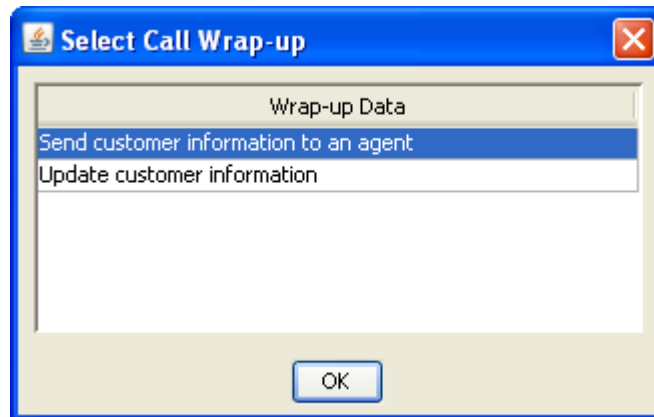 Select Call Wrap-up
Wrap-up Data
Send customer information to an agent
Update customer information
OK